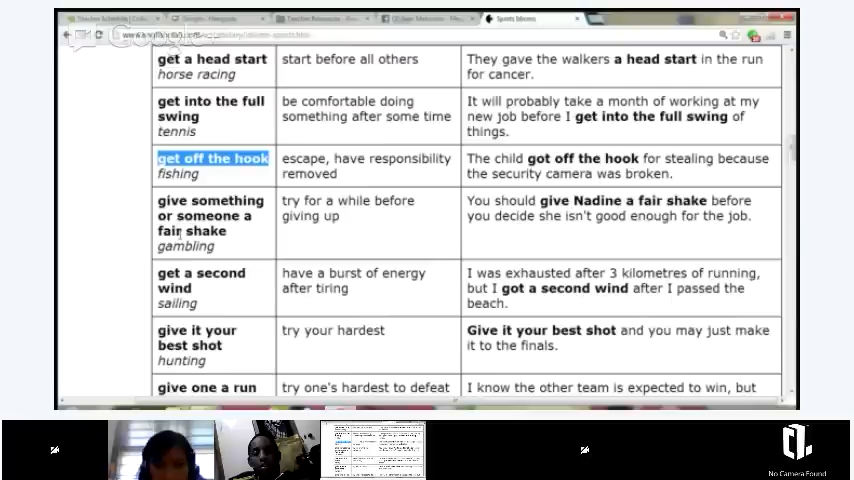 Sports Idioms
get a head start
horse racing
start before all others
They gave the walkers a head start in the run
for cancer.
get into the full
swing
tennis
be comfortable doing
something after some time
It will probably take a month of working at my
new job before I get into the full swing of
things.
get off the hook
fishing
escape, have responsibility
removed
The child got off the hook for stealing because
the security camera was broken.
give something
or someone a
fair shake
gambling
try for a while before
giving up
You should give Nadine a fair shake before
you decide she isn't good enough for the job.
get a second
wind
sailing
have a burst of energy
after tiring
I was exhausted after 3 kilometres of running,
but I got a second wind after I passed the
beach.
give it your
best shot
hunting
try your hardest
Give it your best shot and you may just make
it to the finals.
give one a run
try one's hardest to defeat
I know the other team is expected to win, but
No Camera Found